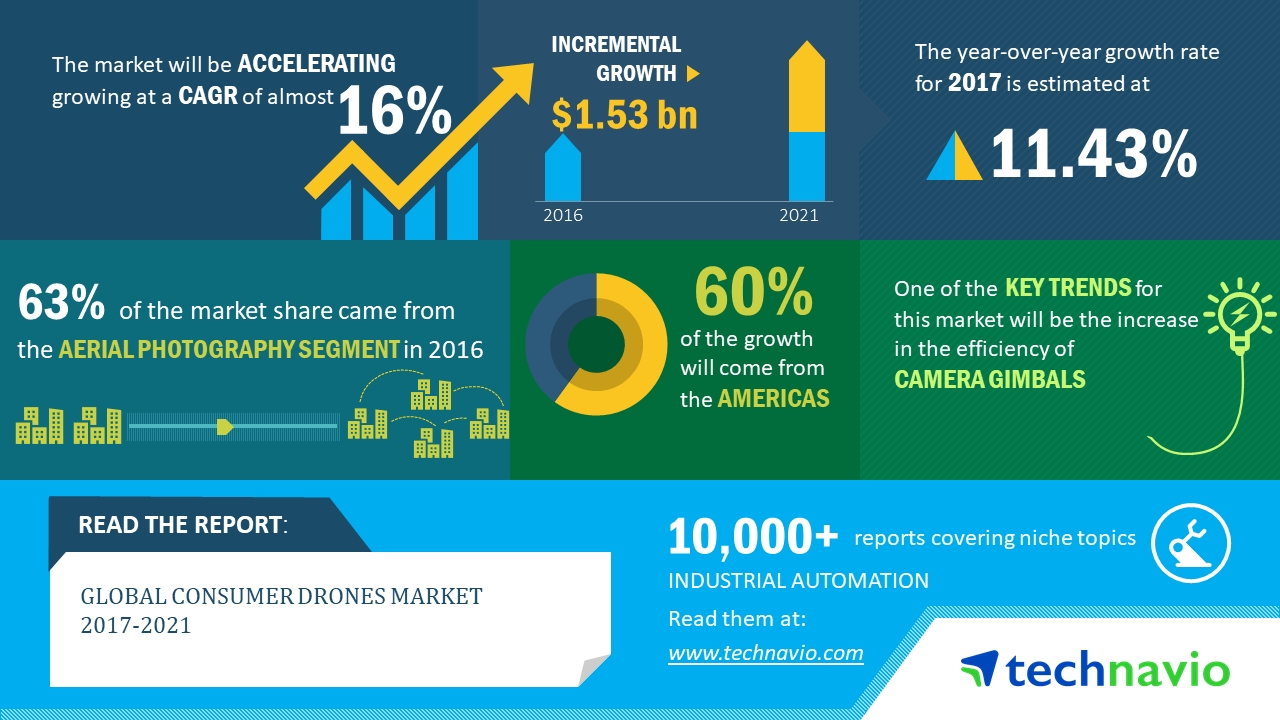 The market will be ACCELERATING
growing at a CAGR of almost 16%
INCREMENTAL
GROWTH
$1.53 bn
2016
2021
The year-over-year growth rate
for 2017 is estimated at
11.43%
63% of the market share came from
the AERIAL PHOTOGRAPHY SEGMENT in 2016
60%
of the growth
will come from
the AMERICAS
One of the KEY TRENDS for
this market will be the increase
in the efficiency of
CAMERA GIMBALS
READ THE REPORT:
GLOBAL CONSUMER DRONES MARKET
2017-2021
10,000+ reports covering niche topics
INDUSTRIAL AUTOMATION
Read them at:
www.technavio.com
technavio